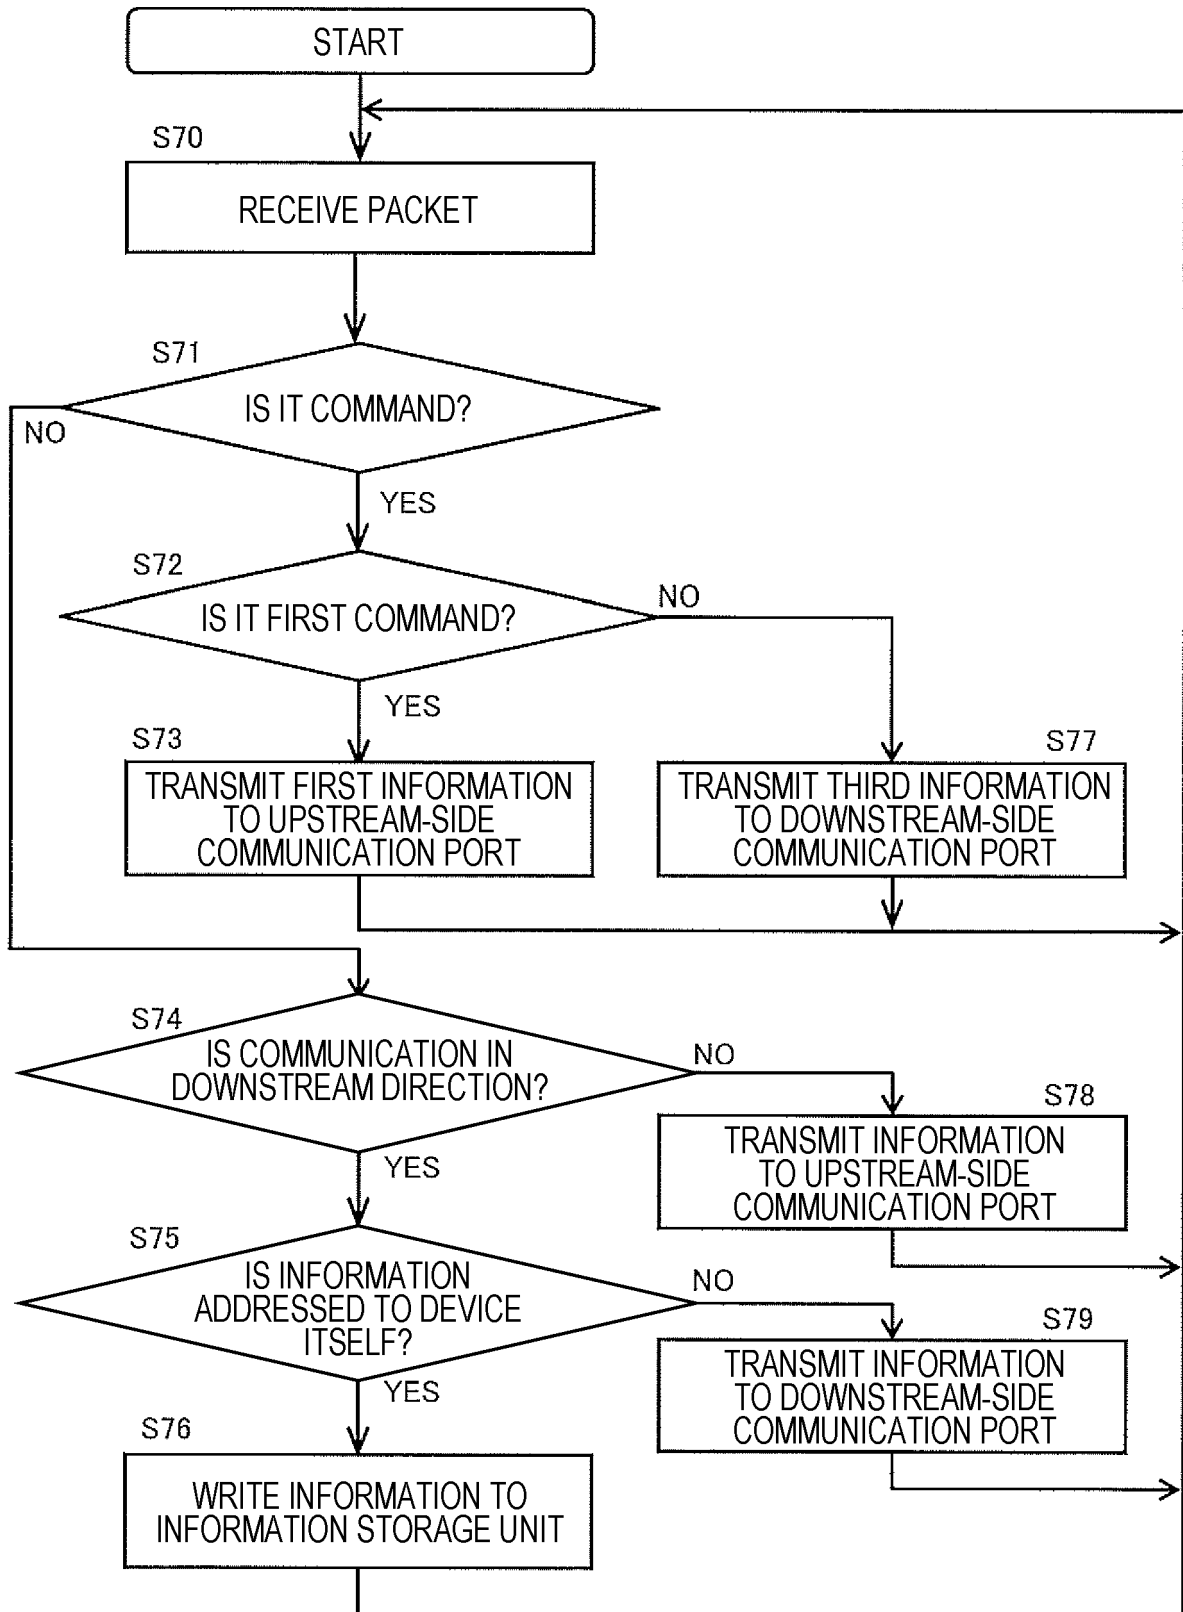 START
S70
RECEIVE PACKET
S71
IS IT COMMAND?
NO
YES
S72
IS IT FIRST COMMAND?
NO
YES
S73
TRANSMIT FIRST INFORMATION
TO UPSTREAM-SIDE
COMMUNICATION PORT
S77
TRANSMIT THIRD INFORMATION
TO DOWNSTREAM-SIDE
COMMUNICATION PORT
S74
IS COMMUNICATION IN
DOWNSTREAM DIRECTION?
NO
YES
S78
TRANSMIT INFORMATION
TO UPSTREAM-SIDE
COMMUNICATION PORT
S75
IS INFORMATION
ADDRESSED TO DEVICE
ITSELF?
NO
YES
S79
TRANSMIT INFORMATION
TO DOWNSTREAM-SIDE
COMMUNICATION PORT
S76
WRITE INFORMATION TO
INFORMATION STORAGE UNIT